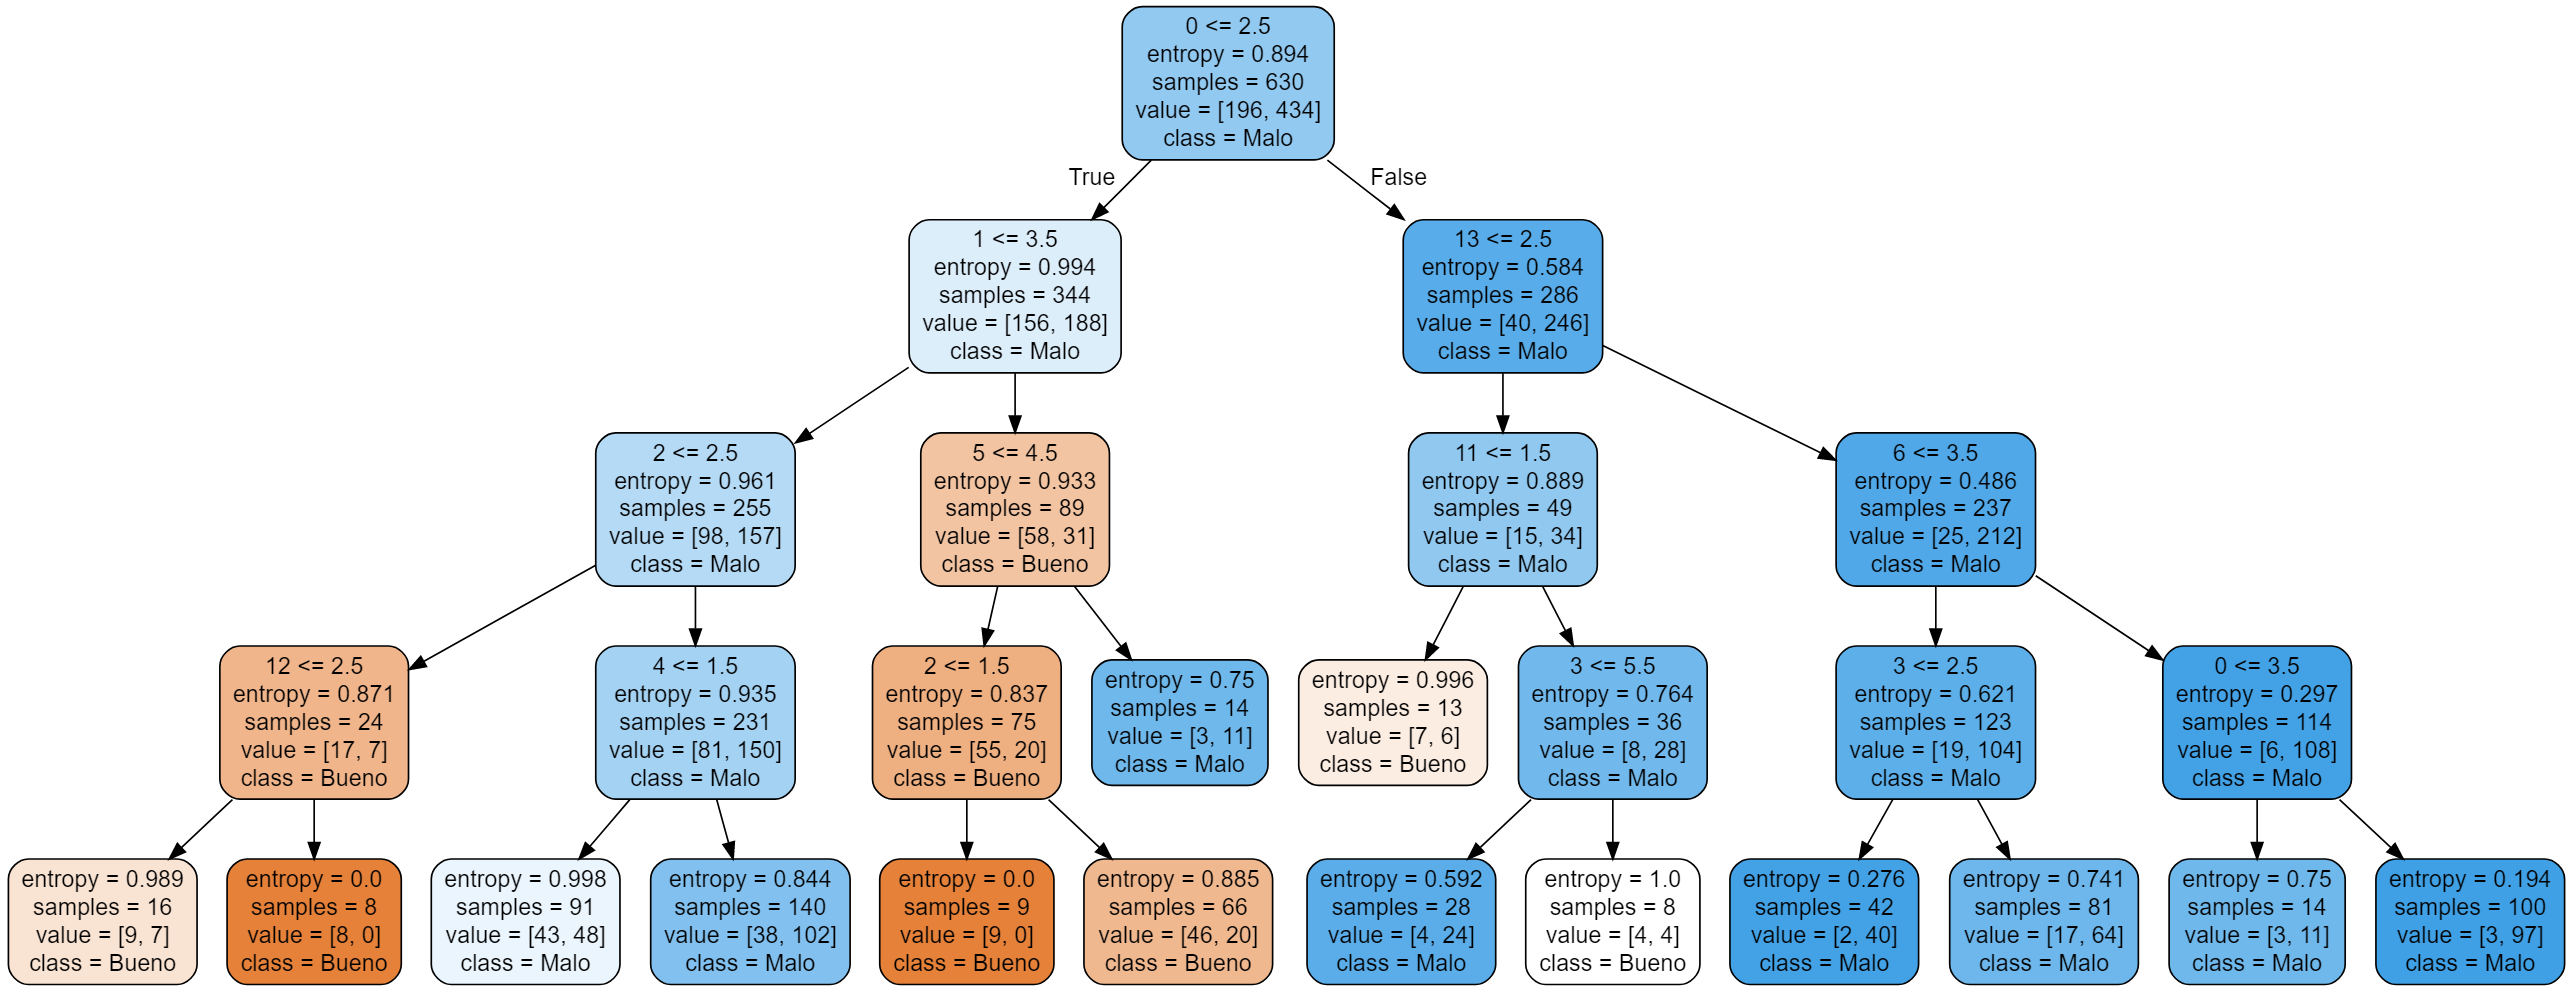 0 <= 2.5
entropy = 0.894
samples = 630
value = [196, 434]
class = Malo
True
False
1 <= 3.5
entropy = 0.994
samples = 344
value = [156, 188]
class = Malo
13 <= 2.5
entropy = 0.584
samples = 286
value = [40, 246]
class = Malo
2 <= 2.5
entropy = 0.961
samples = 255
value = [98, 157]
class = Malo
5 <= 4.5
entropy = 0.933
samples = 89
value = [58, 31]
class = Bueno
11 <= 1.5
entropy = 0.889
samples = 49
value = [15, 34]
class = Malo
6 <= 3.5
entropy = 0.486
samples = 237
value = [25, 212]
class = Malo
12 <= 2.5
entropy = 0.871
samples = 24
value = [17, 7]
class = Bueno
4 <= 1.5
entropy = 0.935
samples = 231
value = [81, 150]
class = Malo
2 <= 1.5
entropy = 0.837
samples = 75
value = [55, 20]
class = Bueno
entropy = 0.75
samples = 14
value = [3, 11]
class = Malo
entropy = 0.996
samples = 13
value = [7, 6]
class = Bueno
3 <= 5.5
entropy = 0.764
samples = 36
value = [8, 28]
class = Malo
3 <= 2.5
entropy = 0.621
samples = 123
value = [19, 104]
class = Malo
0 <= 3.5
entropy = 0.297
samples = 114
value = [6, 108]
class = Malo
entropy = 0.989
samples = 16
value = [9, 7]
class = Bueno
entropy = 0.0
samples = 8
value = [8, 0]
class = Bueno
entropy = 0.998
samples = 91
value = [43, 48]
class = Malo
entropy = 0.844
samples = 140
value = [38, 102]
class = Malo
entropy = 0.0
samples = 9
value = [9, 0]
class = Bueno
entropy = 0.885
samples = 66
value = [46, 20]
class = Bueno
entropy = 0.592
samples = 28
value = [4, 24]
class = Malo
entropy = 1.0
samples = 8
value = [4, 4]
class = Bueno
entropy = 0.276
samples = 42
value = [2, 40]
class = Malo
entropy = 0.741
samples = 81
value = [17, 64]
class = Malo
entropy = 0.75
samples = 14
value = [3, 11]
class = Malo
entropy = 0.194
samples = 100
value = [3, 97]
class = Malo